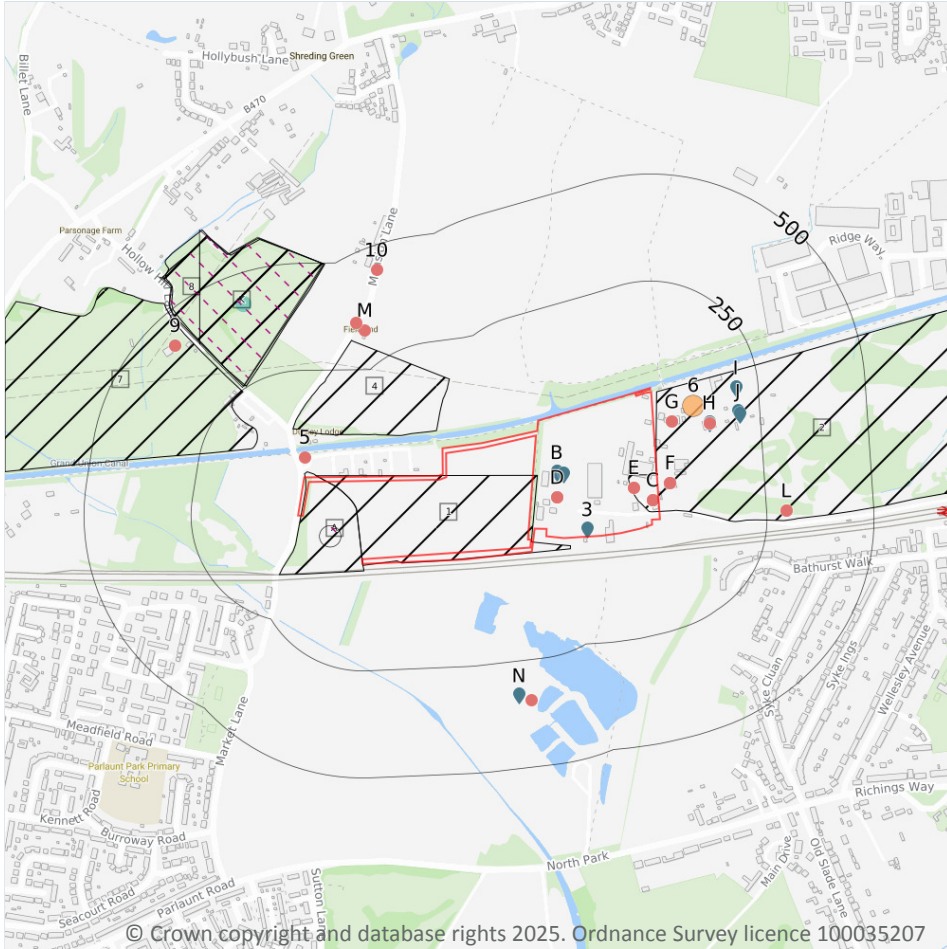 Hollybush Lane
Shreding Green
Billet Lane
B470
500
Parsonage Farm
Ridge Way
Hollow Hill
10
8
M
250
9
7
4
I
6
J
G
H
2
5
Grand Union Canal
B
D
E
F
C
L
1
3
A
Bathurst Walk
N
Syke Cluan
Syke Ings
Wellesley Avenue
Market Lane
Meadfield Road
Parlaunt Park Primary
School
Kennett Road
Burroway Road
Richings Way
North Park
Main Drive
Old Slade Lane
Parlaunt Road
Seacourt Road
Sutton Lane
© Crown copyright and database rights 2025. Ordnance Survey licence 100035207